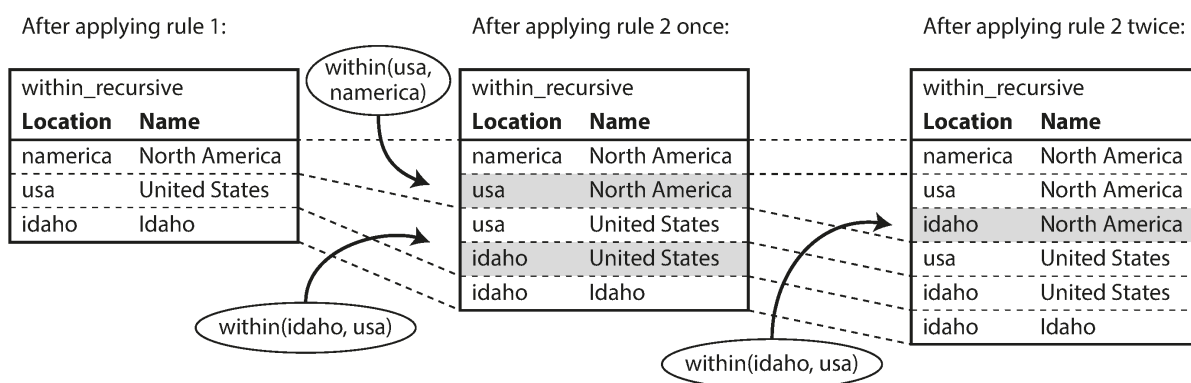 After applying rule 1:
within_recursive
Location Name
namerica North America
usa United States
idaho Idaho
within(usa,
namerica)
within(idaho, usa)
After applying rule 2 once:
within_recursive
Location Name
namerica North America
usa North America
usa United States
idaho United States
idaho Idaho
within(idaho, usa)
After applying rule 2 twice:
within_recursive
Location Name
namerica North America
usa North America
idaho North America
usa United States
idaho United States
idaho Idaho